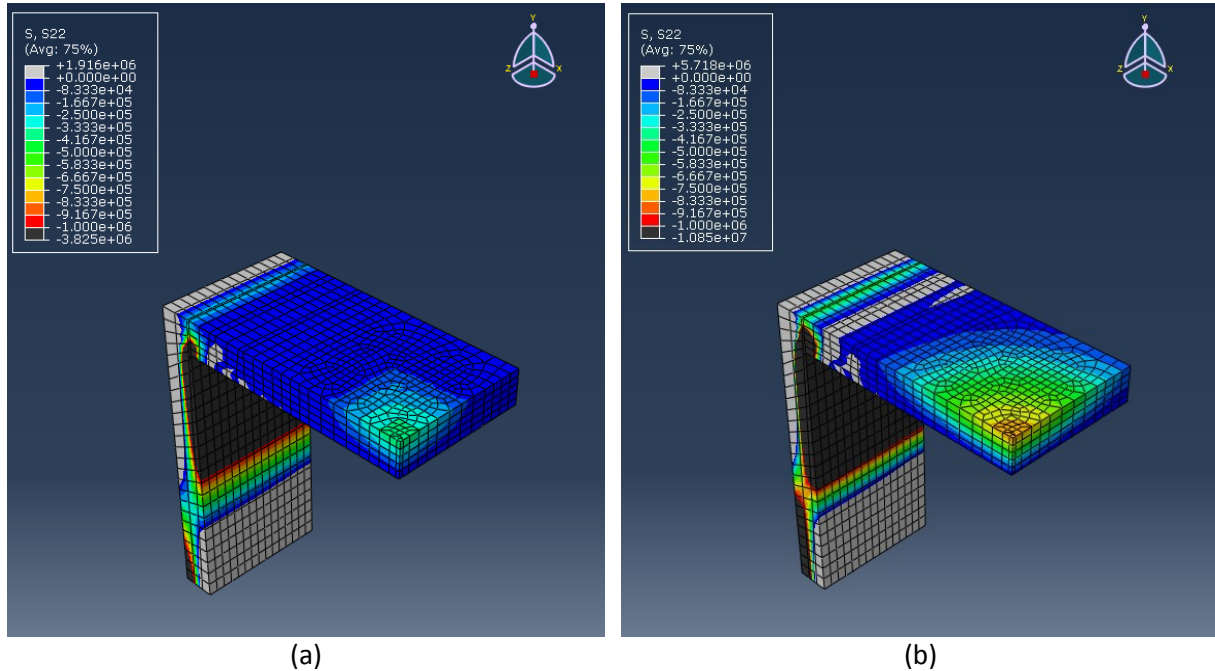 S, S22
(Avg: 75%)
+1.916e+06
+0.000e+00
-8.333e+04
-1.667e+05
-2.500e+05
-3.333e+05
-4.167e+05
-5.000e+05
-5.833e+05
-6.667e+05
-7.500e+05
-8.333e+05
-9.167e+05
-1.000e+06
-3.825e+06
Y
Z
X
(a)
S, S22
(Avg: 75%)
+5.718e+06
+0.000e+00
-8.333e+04
-1.667e+05
-2.500e+05
-3.333e+05
-4.167e+05
-5.000e+05
-5.833e+05
-6.667e+05
-7.500e+05
-8.333e+05
-9.167e+05
-1.000e+06
-1.085e+07
Y
Z
X
(b)